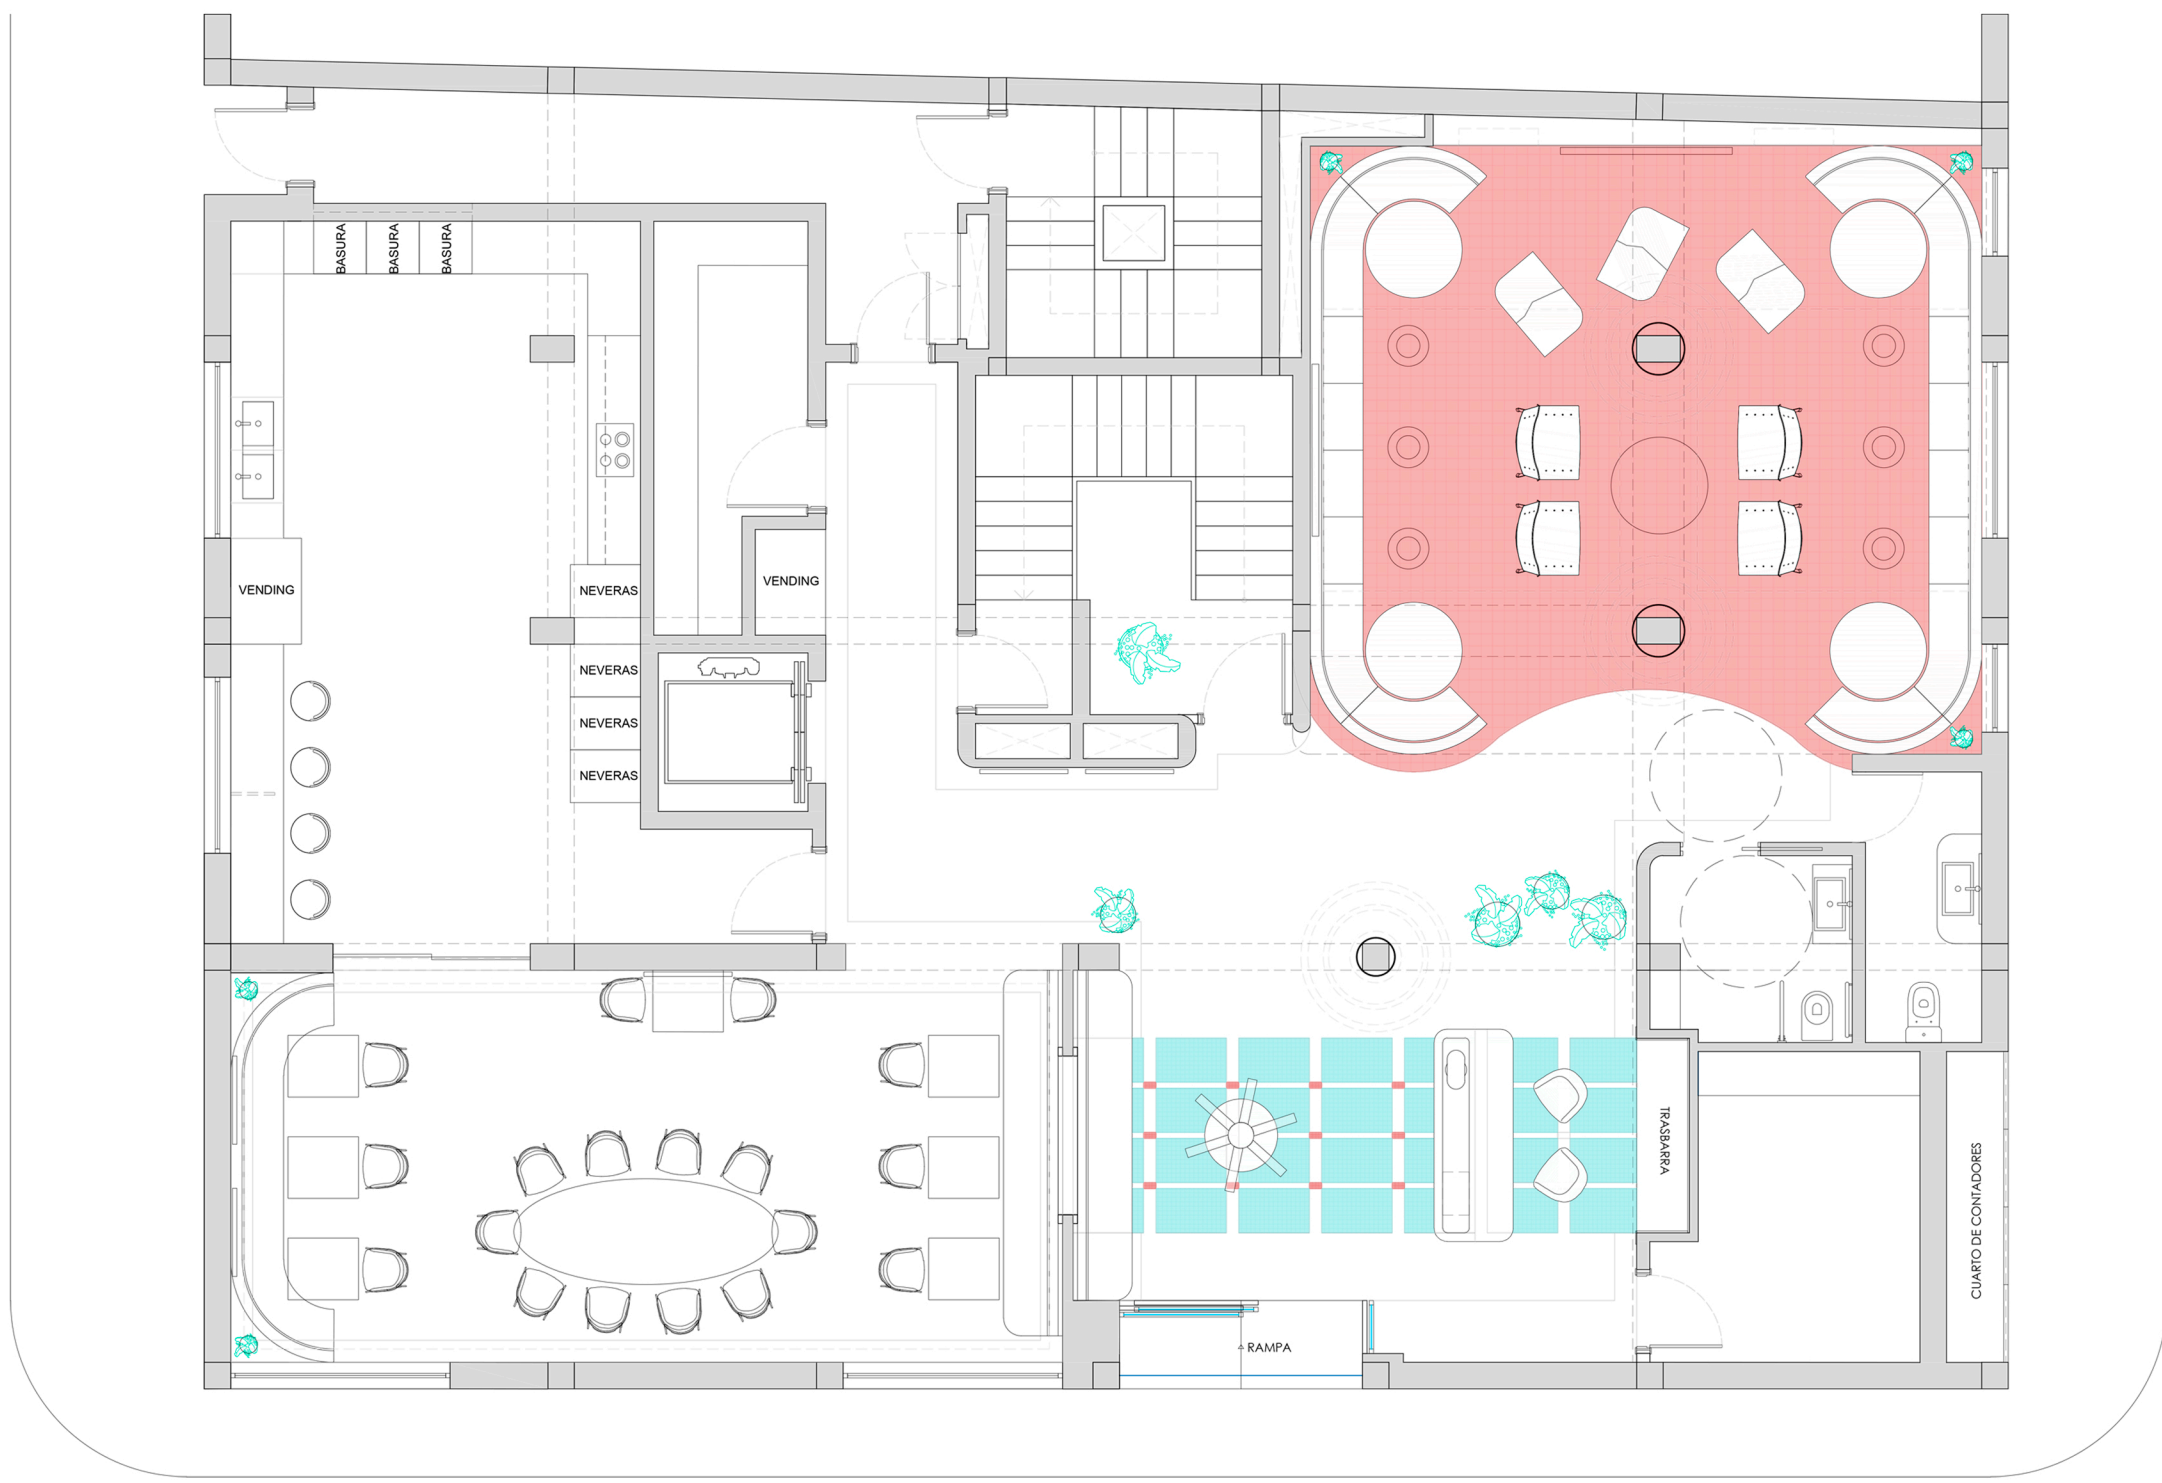 BASURA
BASURA
BASURA
VENDING
NEVERAS
VENDING
NEVERAS
NEVERAS
NEVERAS
TRASBARRA
CUARTO DE CONTADORES
RAMPA